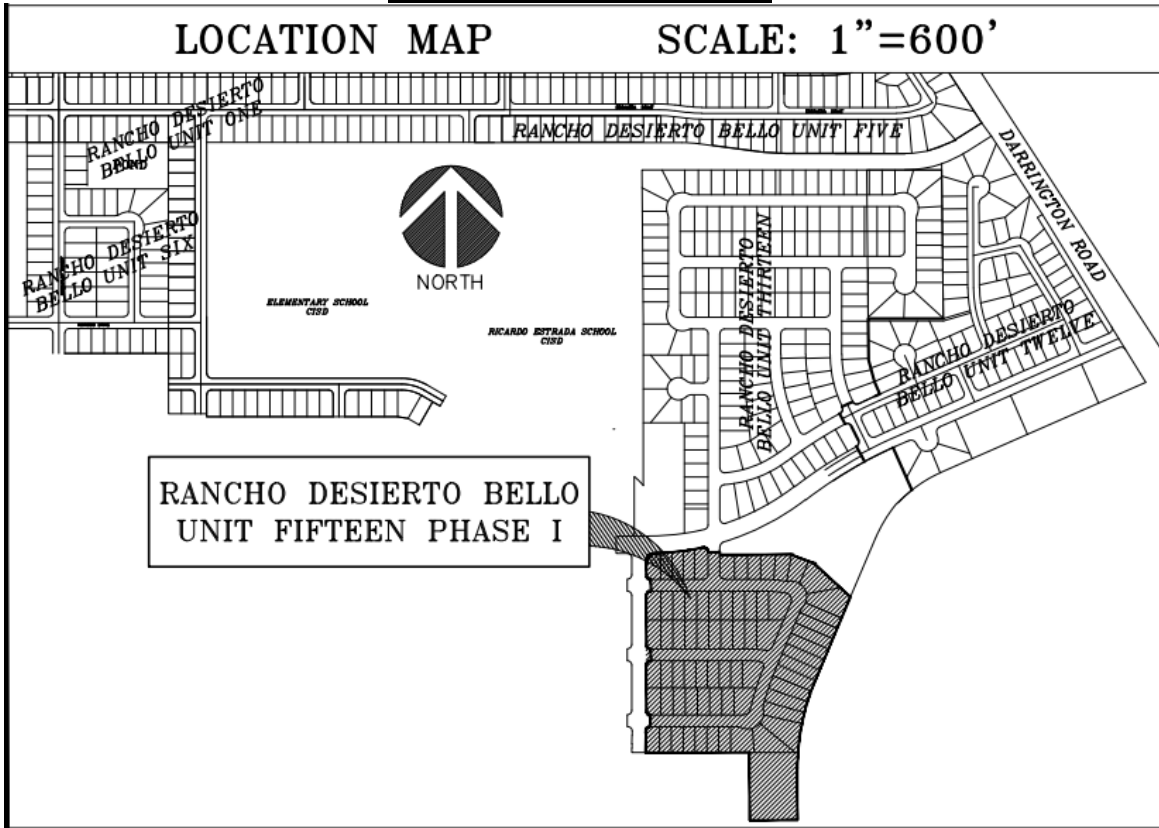 LOCATION MAP SCALE: 1"=600'
RANCHO DESIERTO
BELLO UNIT ONE
POND
RANCHO DESIERTO BELLO UNIT FIVE
DARRINGTON ROAD
RANCHO DESIERTO
BELLO UNIT SIX
NORTH
ELEMENTARY SCHOOL
CISD
RICARDO ESTRADA SCHOOL
CISD
RANCHO DESIERTO
BELLO UNIT THIRTEEN
RANCHO DESIERTO
BELLO UNIT TWELVE
RANCHO DESIERTO BELLO
UNIT FIFTEEN PHASE I